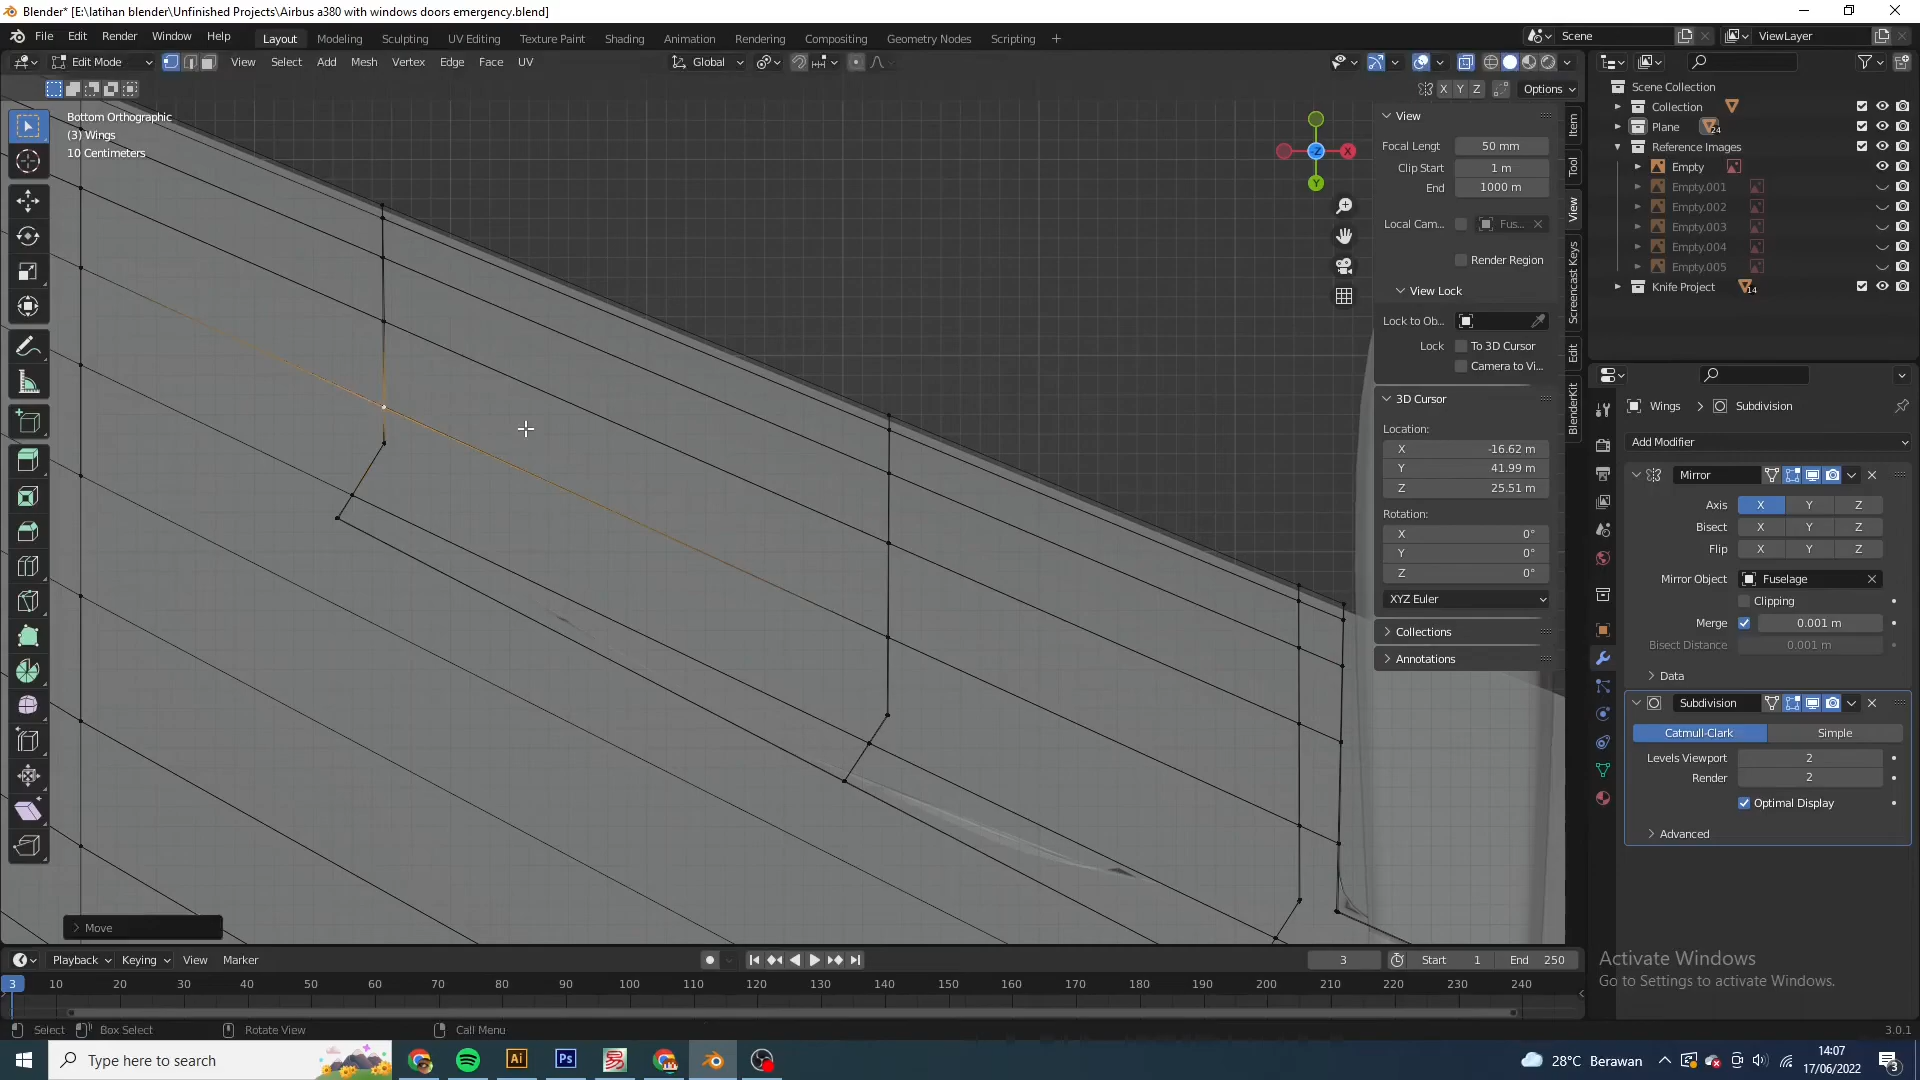 Blender* [E:\latihan blender\Unfinished Projects\Airbus a380 with windows doors emergency.blend]
File Edit Render Window Help Layout Modeling Sculpting UV Editing Texture Paint Shading Animation Rendering Compositing Geometry Nodes Scripting + Scene ViewLayer
Edit Mode View Select Add Mesh Vertex Edge Face UV Global
X Y Z Options
Bottom Orthographic
(3) Wings
10 Centimeters
X
Y
-Z
View
Focal Lengt 50 mm
Clip Start 1 m
End 1000 m
Local Cam... Fus...
Render Region
View Lock
Lock to Ob...
Lock To 3D Cursor
Camera to Vi...
3D Cursor
Location:
X -16.62 m
Y 41.99 m
Z 25.51 m
Rotation:
X 0°
Y 0°
Z 0°
XYZ Euler
Collections
Annotations
Item
Tool
View
Screencast Keys
Edit
BlenderKit
Scene Collection
Collection
Plane 24
Reference Images
Empty
Empty.001
Empty.002
Empty.003
Empty.004
Empty.005
Knife Project 14
Wings > Subdivision
Add Modifier
Mirror
Axis X Y Z
Bisect X Y Z
Flip X Y Z
Mirror Object Fuselage
Clipping
Merge 0.001 m
Bisect Distance 0.001 m
Data
Subdivision
Catmull-Clark Simple
Levels Viewport 2
Render 2
Optimal Display
Advanced
Move
Activate Windows
Go to Settings to activate Windows.
Playback Keying View Marker 3 Start 1 End 250
3 10 20 30 40 50 60 70 80 90 100 110 120 130 140 150 160 170 180 190 200 210 220 230 240
Select Box Select Rotate View Call Menu 3.0.1
Type here to search Ai Ps 28°C Berawan 14:07
17/06/2022 3